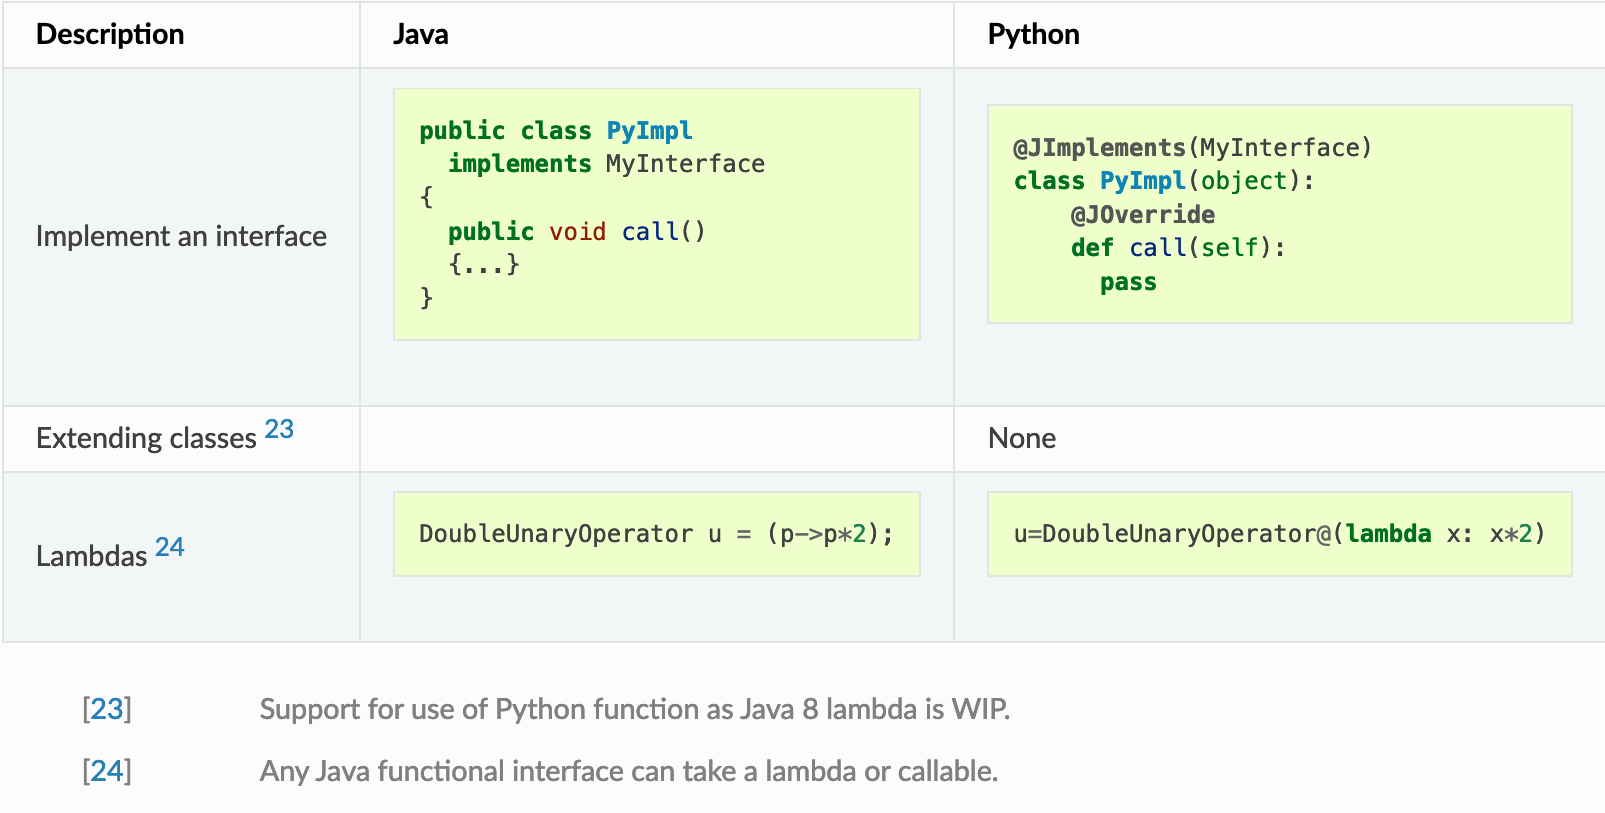 Description Java Python
Implement an interface
public class PyImpl
  implements MyInterface
{
  public void call()
  {...}
}
@JImplements(MyInterface)
class PyImpl(object):
    @JOverride
    def call(self):
      pass
Extending classes 23 None
Lambdas 24
DoubleUnaryOperator u = (p->p*2);
u=DoubleUnaryOperator@(lambda x: x*2)
[23] Support for use of Python function as Java 8 lambda is WIP.
[24] Any Java functional interface can take a lambda or callable.